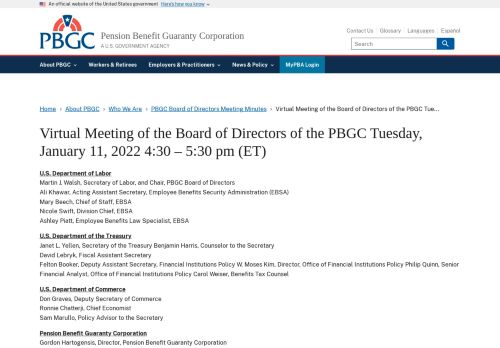 An official website of the United States government Here's how you know
PBGC
Pension Benefit Guaranty Corporation
A U.S. GOVERNMENT AGENCY
Contact Us Glossary Languages Español
Search
About PBGC Workers & Retirees Employers & Practitioners News & Policy MyPBA Login
Home > About PBGC > Who We Are > PBGC Board of Directors Meeting Minutes > Virtual Meeting of the Board of Directors of the PBGC Tue...
Virtual Meeting of the Board of Directors of the PBGC Tuesday,
January 11, 2022 4:30 – 5:30 pm (ET)
U.S. Department of Labor
Martin J. Walsh, Secretary of Labor, and Chair, PBGC Board of Directors
Ali Khawar, Acting Assistant Secretary, Employee Benefits Security Administration (EBSA)
Mary Beech, Chief of Staff, EBSA
Nicole Swift, Division Chief, EBSA
Ashley Piatt, Employee Benefits Law Specialist, EBSA
U.S. Department of the Treasury
Janet L. Yellen, Secretary of the Treasury Benjamin Harris, Counselor to the Secretary
David Lebryk, Fiscal Assistant Secretary
Felton Booker, Deputy Assistant Secretary, Financial Institutions Policy W. Moses Kim, Director, Office of Financial Institutions Policy Philip Quinn, Senior
Financial Analyst, Office of Financial Institutions Policy Carol Weiser, Benefits Tax Counsel
U.S. Department of Commerce
Don Graves, Deputy Secretary of Commerce
Ronnie Chatterji, Chief Economist
Sam Marullo, Policy Advisor to the Secretary
Pension Benefit Guaranty Corporation
Gordon Hartogensis, Director, Pension Benefit Guaranty Corporation